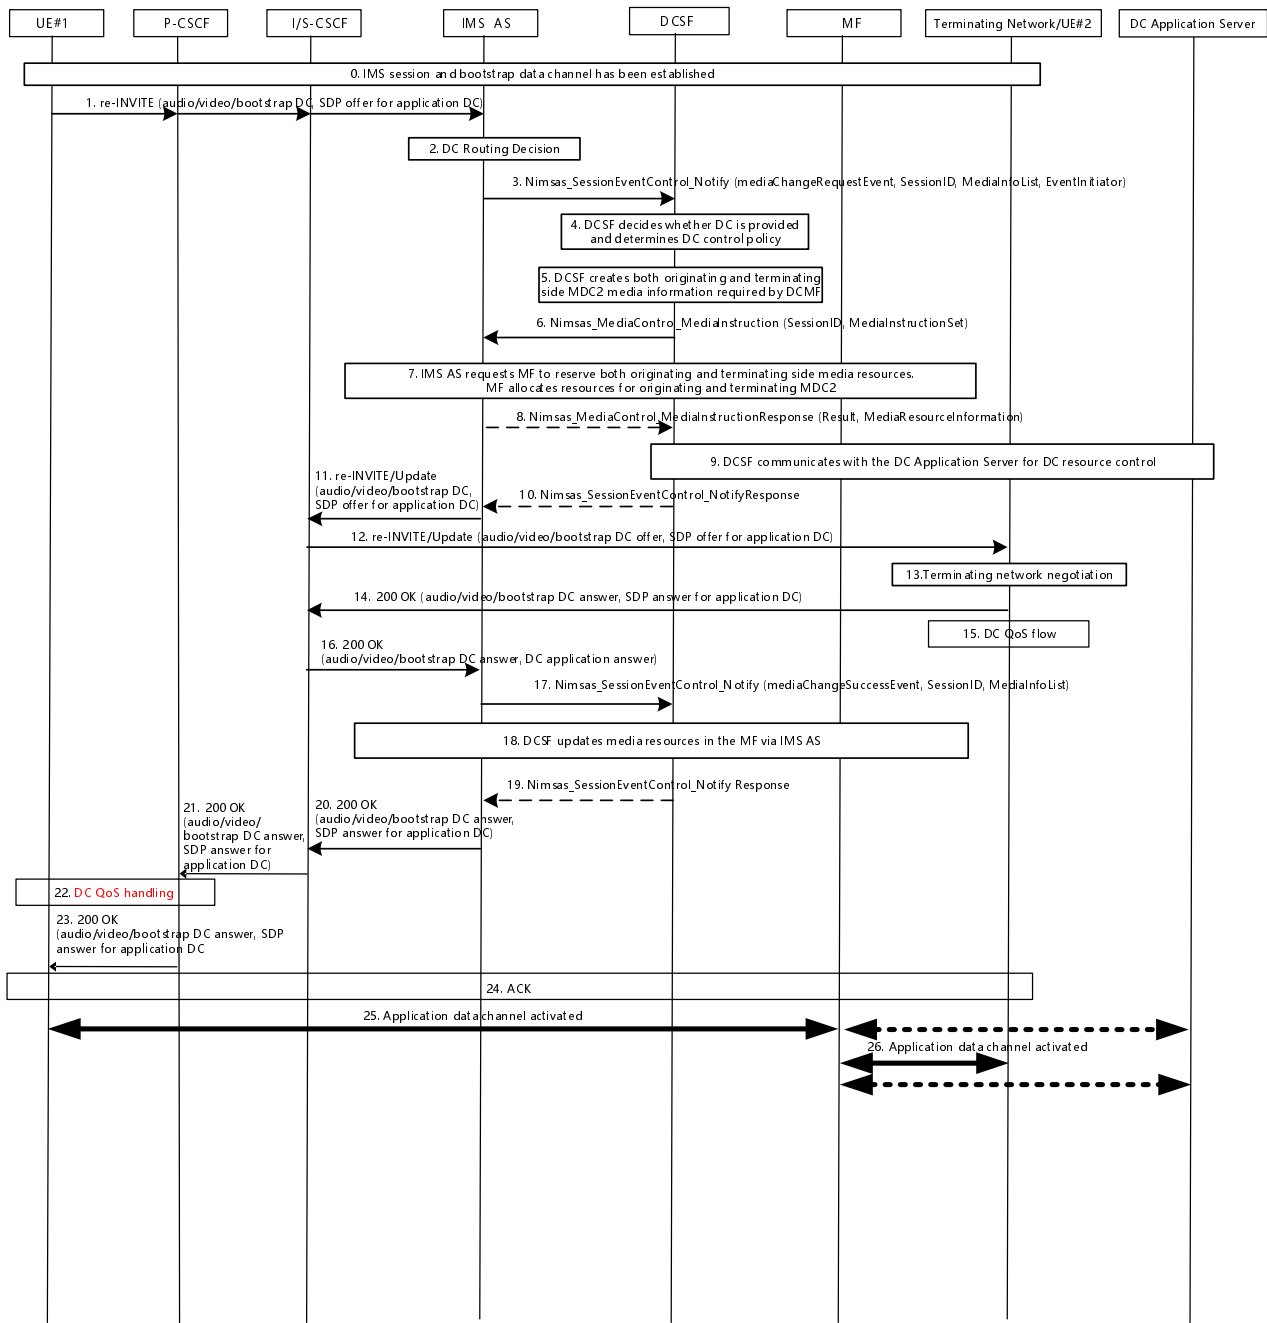 UE#1
P-CSCF
I/S-CSCF
IMS AS
DCSF
MF
Terminating Network/UE#2
DC Application Server
0. IMS session and bootstrap data channel has been established
1. re-INVITE (audio/video/bootstrap DC, SDP offer for application DC)
2. DC Routing Decision
3. Nimsas_SessionEventControl_Notify (mediaChangeRequestEvent, SessionID, MediaInfoList, EventInitiator)
4. DCSF decides whether DC is provided
and determines DC control policy
5. DCSF creates both originating and terminating
side MDC2 media information required by DCMF
6. Nimsas_MediaControl_MediaInstruction (SessionID, MediaInstructionSet)
7. IMS AS requests MF to reserve both originating and terminating side media resources.
MF allocates resources for originating and terminating MDC2
8. Nimsas_MediaControl_MediaInstructionResponse (Result, MediaResourceInformation)
9. DCSF communicates with the DC Application Server for DC resource control
10. Nimsas_SessionEventControl_NotifyResponse
11. re-INVITE/Update
(audio/video/bootstrap DC,
SDP offer for application DC)
12. re-INVITE/Update (audio/video/bootstrap DC offer, SDP offer for application DC)
13.Terminating network negotiation
14. 200 OK (audio/video/bootstrap DC answer, SDP answer for application DC)
15. DC QoS flow
16. 200 OK
(audio/video/bootstrap DC answer, DC application answer)
17. Nimsas_SessionEventControl_Notify (mediaChangeSuccessEvent, SessionID, MediaInfoList)
18. DCSF updates media resources in the MF via IMS AS
19. Nimsas_SessionEventControl_Notify Response
20. 200 OK
(audio/video/bootstrap DC answer,
SDP answer for application DC)
21. 200 OK
(audio/video/
bootstrap DC answer,
SDP answer for
application DC)
22. DC QoS handling
23. 200 OK
(audio/video/bootstrap DC answer, SDP
answer for application DC
24. ACK
25. Application data channel activated
26. Application data channel activated